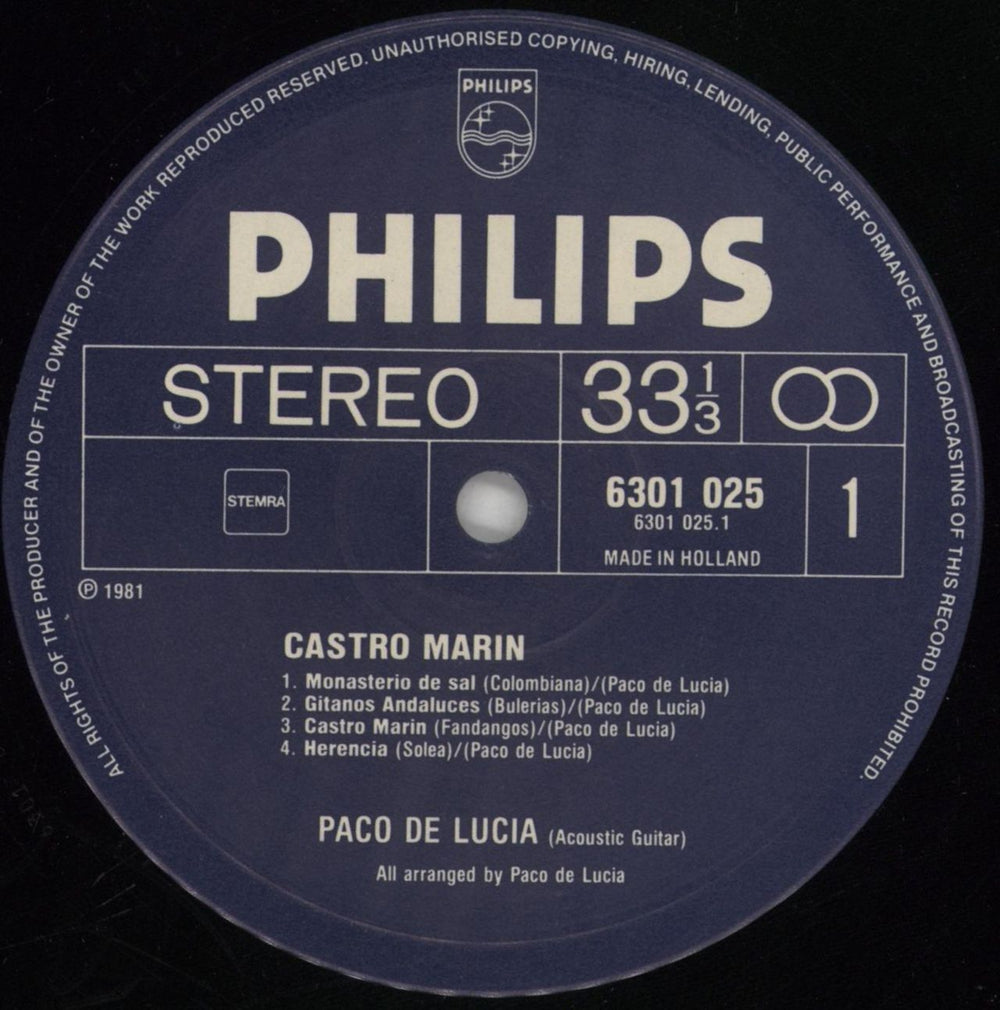 ALL RIGHTS OF THE PRODUCER AND OF THE OWNER OF THE WORK REPRODUCED RESERVED. UNAUTHORISED COPYING, HIRING, LENDING, PUBLIC PERFORMANCE AND BROADCASTING OF THIS RECORD PROHIBITED.
PHILIPS
PHILIPS
STEREO 33 1/3
STEMRA
6301 025
6301 025.1
MADE IN HOLLAND
1
℗ 1981
CASTRO MARIN
1. Monasterio de sal (Colombiana)/(Paco de Lucia)
2. Gitanos Andaluces (Bulerias)/(Paco de Lucia)
3. Castro Marin (Fandangos)/(Paco de Lucia)
4. Herencia (Solea)/(Paco de Lucia)
PACO DE LUCIA (Acoustic Guitar)
All arranged by Paco de Lucia